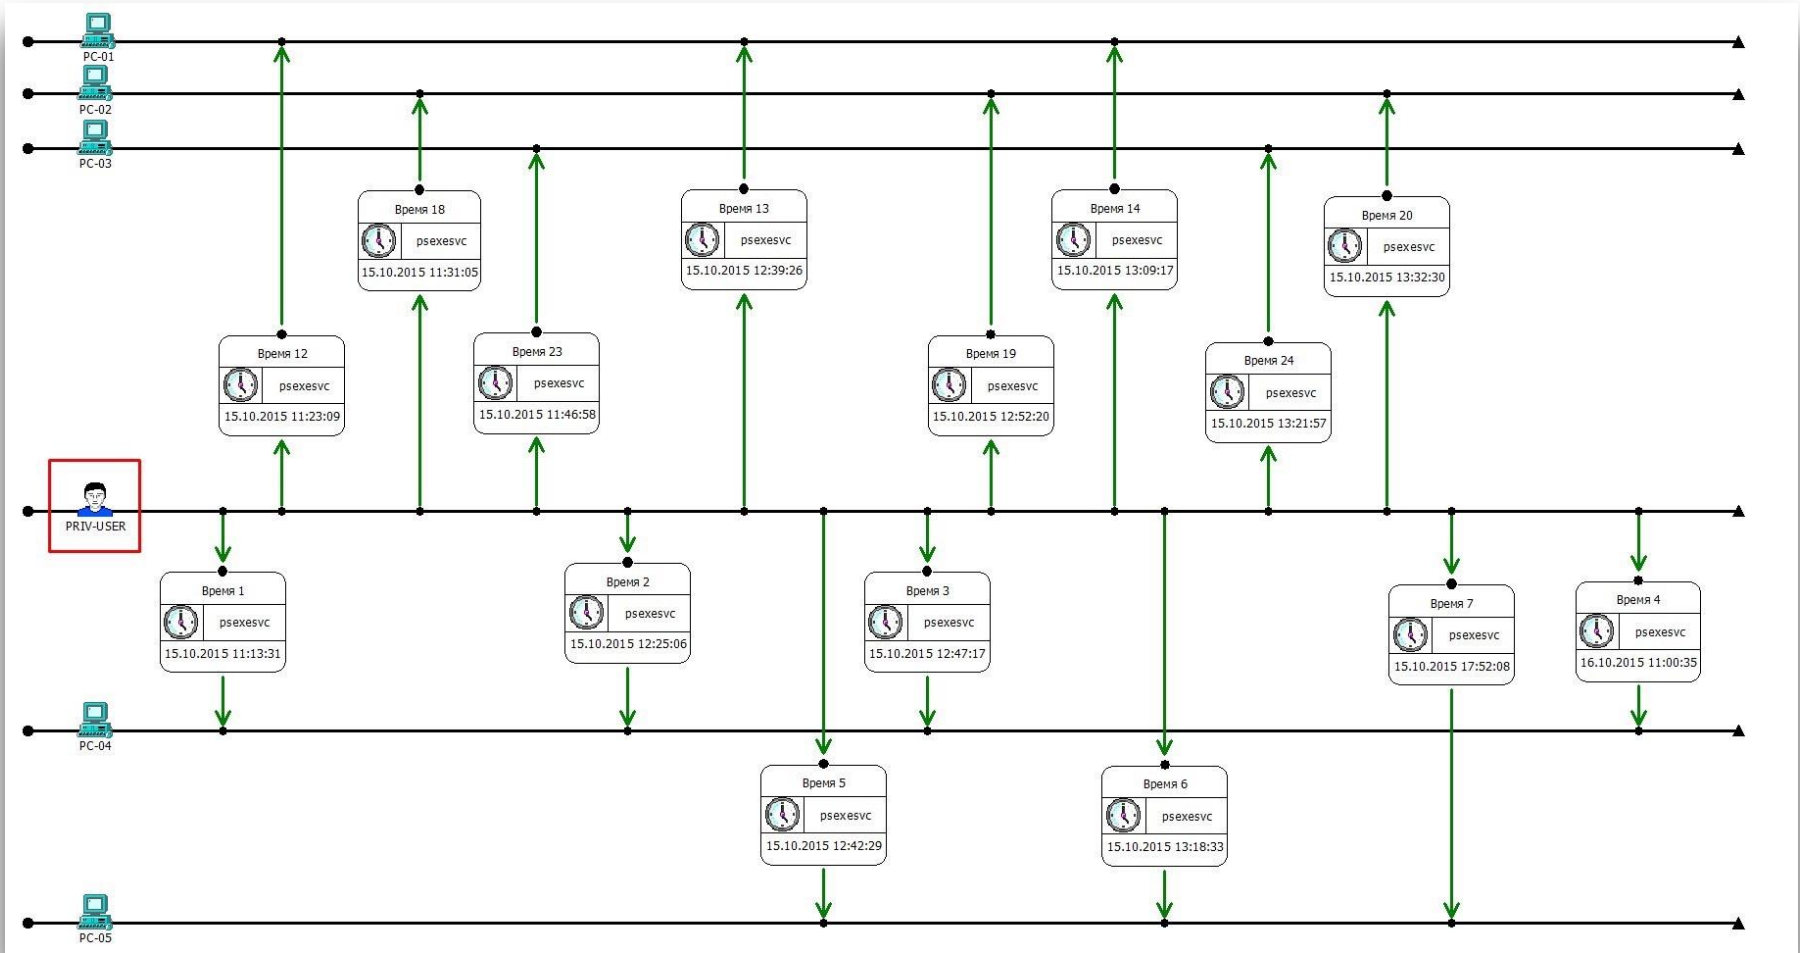 PC-01
PC-02
PC-03
Время 18
psexesvc
15.10.2015 11:31:05
Время 13
psexesvc
15.10.2015 12:39:26
Время 14
psexesvc
15.10.2015 13:09:17
Время 20
psexesvc
15.10.2015 13:32:30
Время 12
psexesvc
15.10.2015 11:23:09
Время 23
psexesvc
15.10.2015 11:46:58
Время 19
psexesvc
15.10.2015 12:52:20
Время 24
psexesvc
15.10.2015 13:21:57
PRIV-USER
Время 1
psexesvc
15.10.2015 11:13:31
Время 2
psexesvc
15.10.2015 12:25:06
Время 3
psexesvc
15.10.2015 12:47:17
Время 7
psexesvc
15.10.2015 17:52:08
Время 4
psexesvc
16.10.2015 11:00:35
PC-04
Время 5
psexesvc
15.10.2015 12:42:29
Время 6
psexesvc
15.10.2015 13:18:33
PC-05